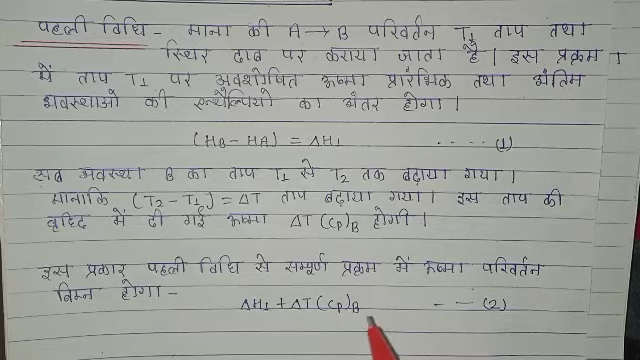 पहली विधि - माना की A → B परिवर्तन T₁ ताप तथा
स्थिर दाब पर कराया जाता है। इस प्रक्रम
में ताप T₁ पर अवशोषित ऊष्मा प्रारंभिक तथा अंतिम
अवस्थाओ की एन्थैल्पियो का अंतर होगा।
(HB - HA) = ΔH₁ ..... (1)
अब अवस्था B का ताप T₁ से T₂ तक बढ़ाया गया।
मानाकि (T₂ - T₁) = ΔT ताप बढ़ाया गया। इस ताप की
वृध्दि में दी गई ऊष्मा ΔT (CP)B होगी।
इस प्रकार पहली विधि से सम्पूर्ण प्रक्रम में ऊष्मा परिवर्तन
निम्न होगा -
ΔH₁ + ΔT (CP)B - - (2)